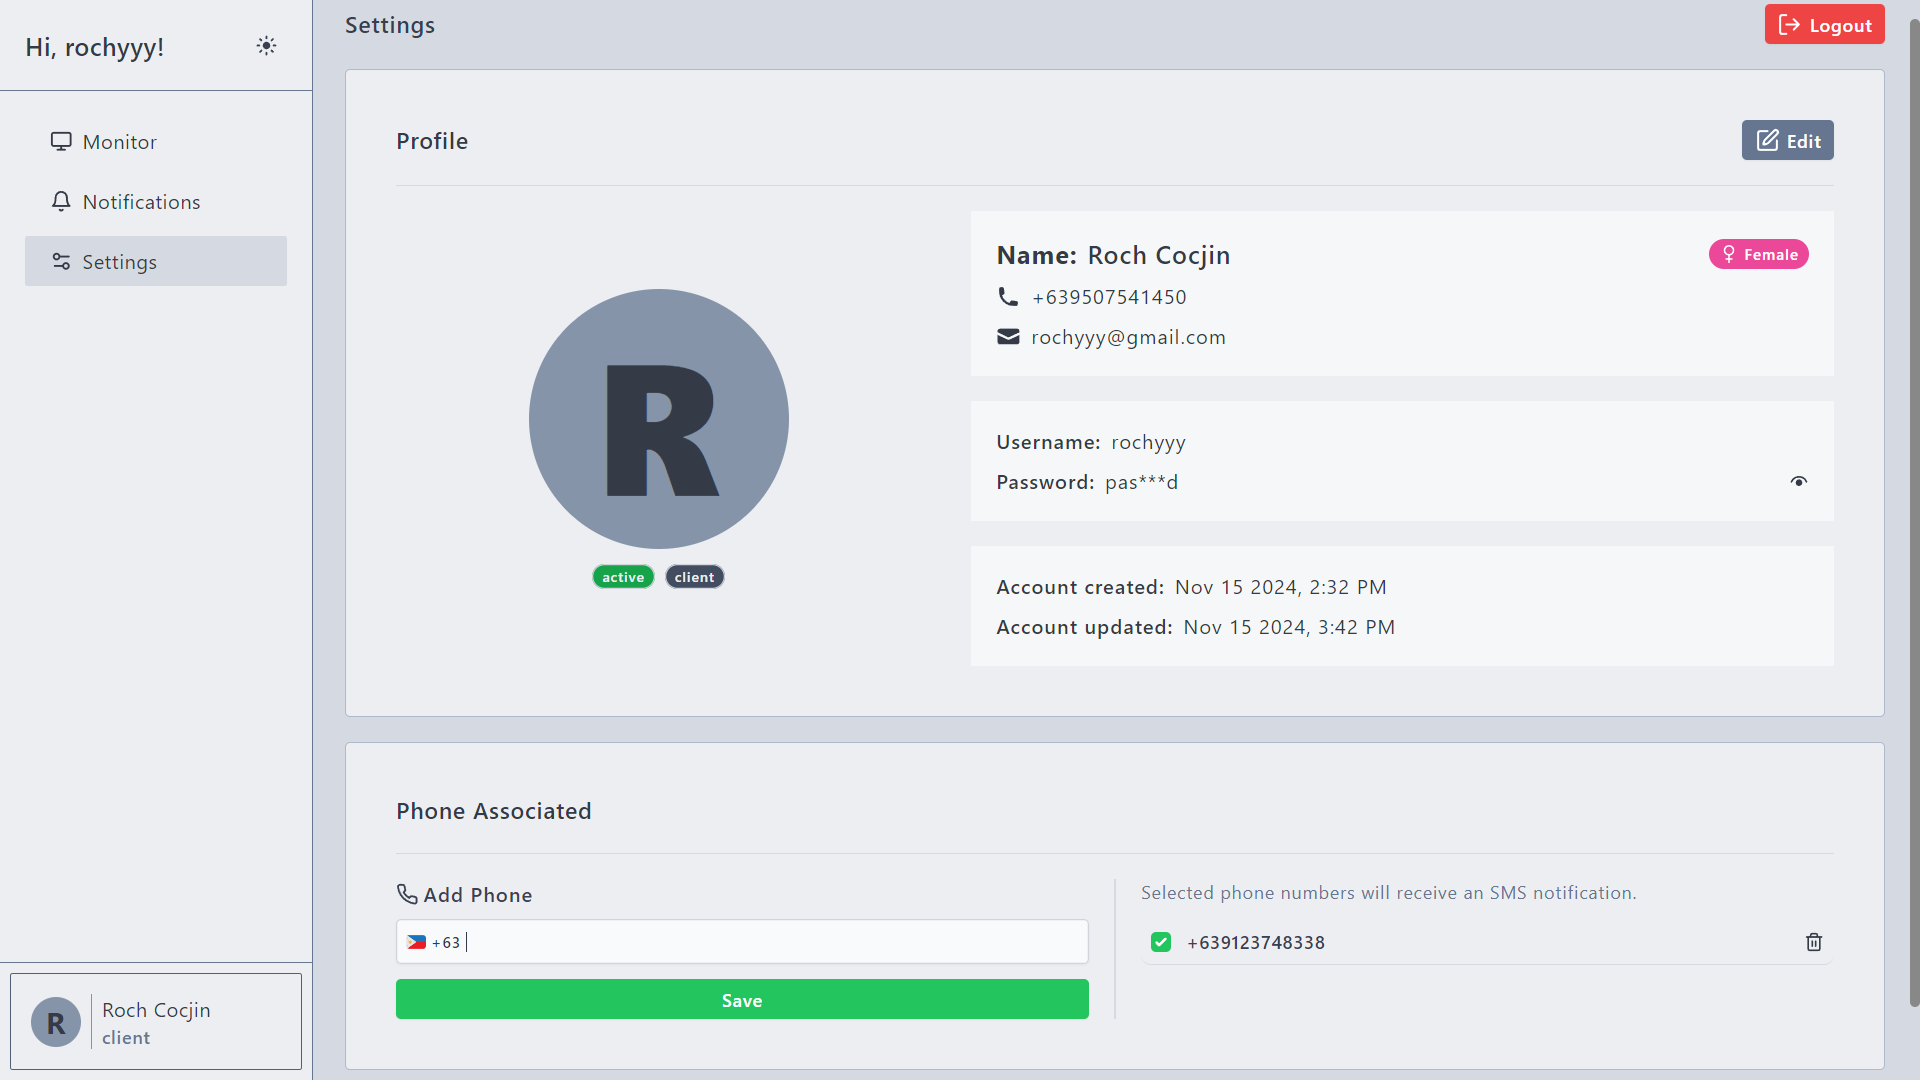 Hi, rochyyy!
Monitor
Notifications
Settings
R
Roch Cocjin
client
Settings
Logout
Profile
Edit
R
active client
Name: Roch Cocjin
Female
+639507541450
rochyyy@gmail.com
Username: rochyyy
Password: pas***d
Account created: Nov 15 2024, 2:32 PM
Account updated: Nov 15 2024, 3:42 PM
Phone Associated
Add Phone
+63
Save
Selected phone numbers will receive an SMS notification.
+639123748338